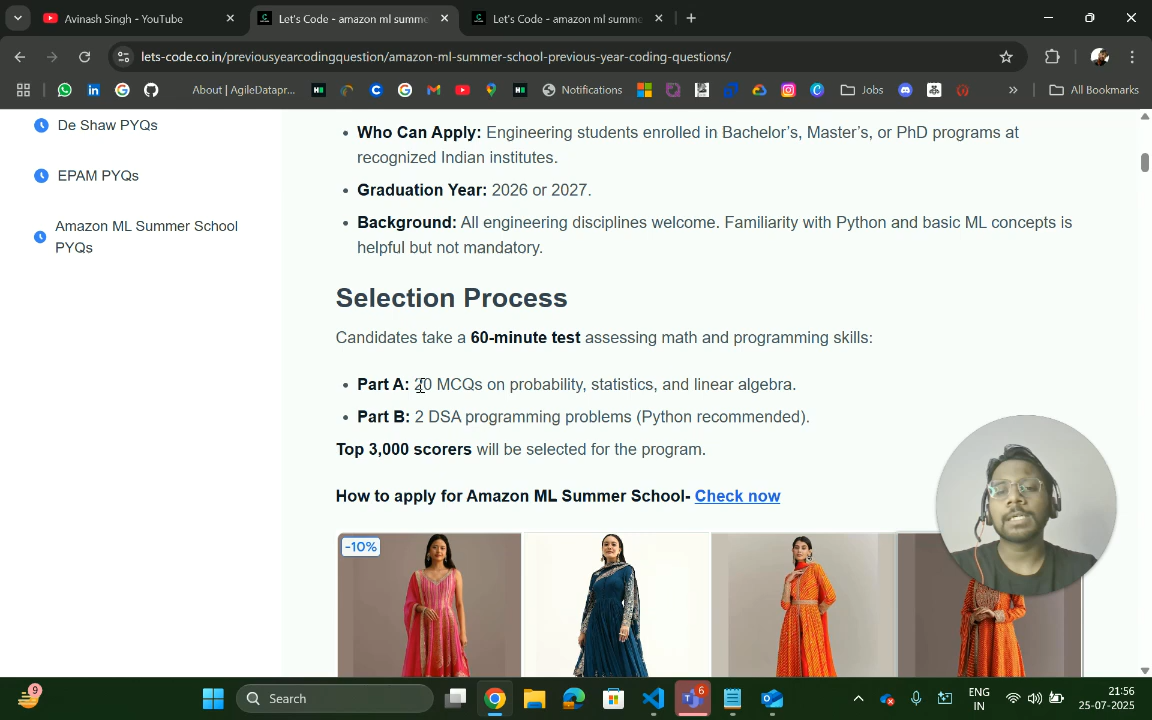 Avinash Singh - YouTube
Let's Code - amazon ml summe
Let's Code - amazon ml summe
lets-code.co.in/previousyearcodingquestion/amazon-ml-summer-school-previous-year-coding-questions/
About | AgileDatapr...
Notifications
Jobs
All Bookmarks
De Shaw PYQs
EPAM PYQs
Amazon ML Summer School
PYQs
• Who Can Apply: Engineering students enrolled in Bachelor's, Master's, or PhD programs at
recognized Indian institutes.
• Graduation Year: 2026 or 2027.
• Background: All engineering disciplines welcome. Familiarity with Python and basic ML concepts is
helpful but not mandatory.
Selection Process
Candidates take a 60-minute test assessing math and programming skills:
• Part A: 20 MCQs on probability, statistics, and linear algebra.
• Part B: 2 DSA programming problems (Python recommended).
Top 3,000 scorers will be selected for the program.
How to apply for Amazon ML Summer School- Check now
-10%
9
Search
6
ENG
IN
21:56
25-07-2025